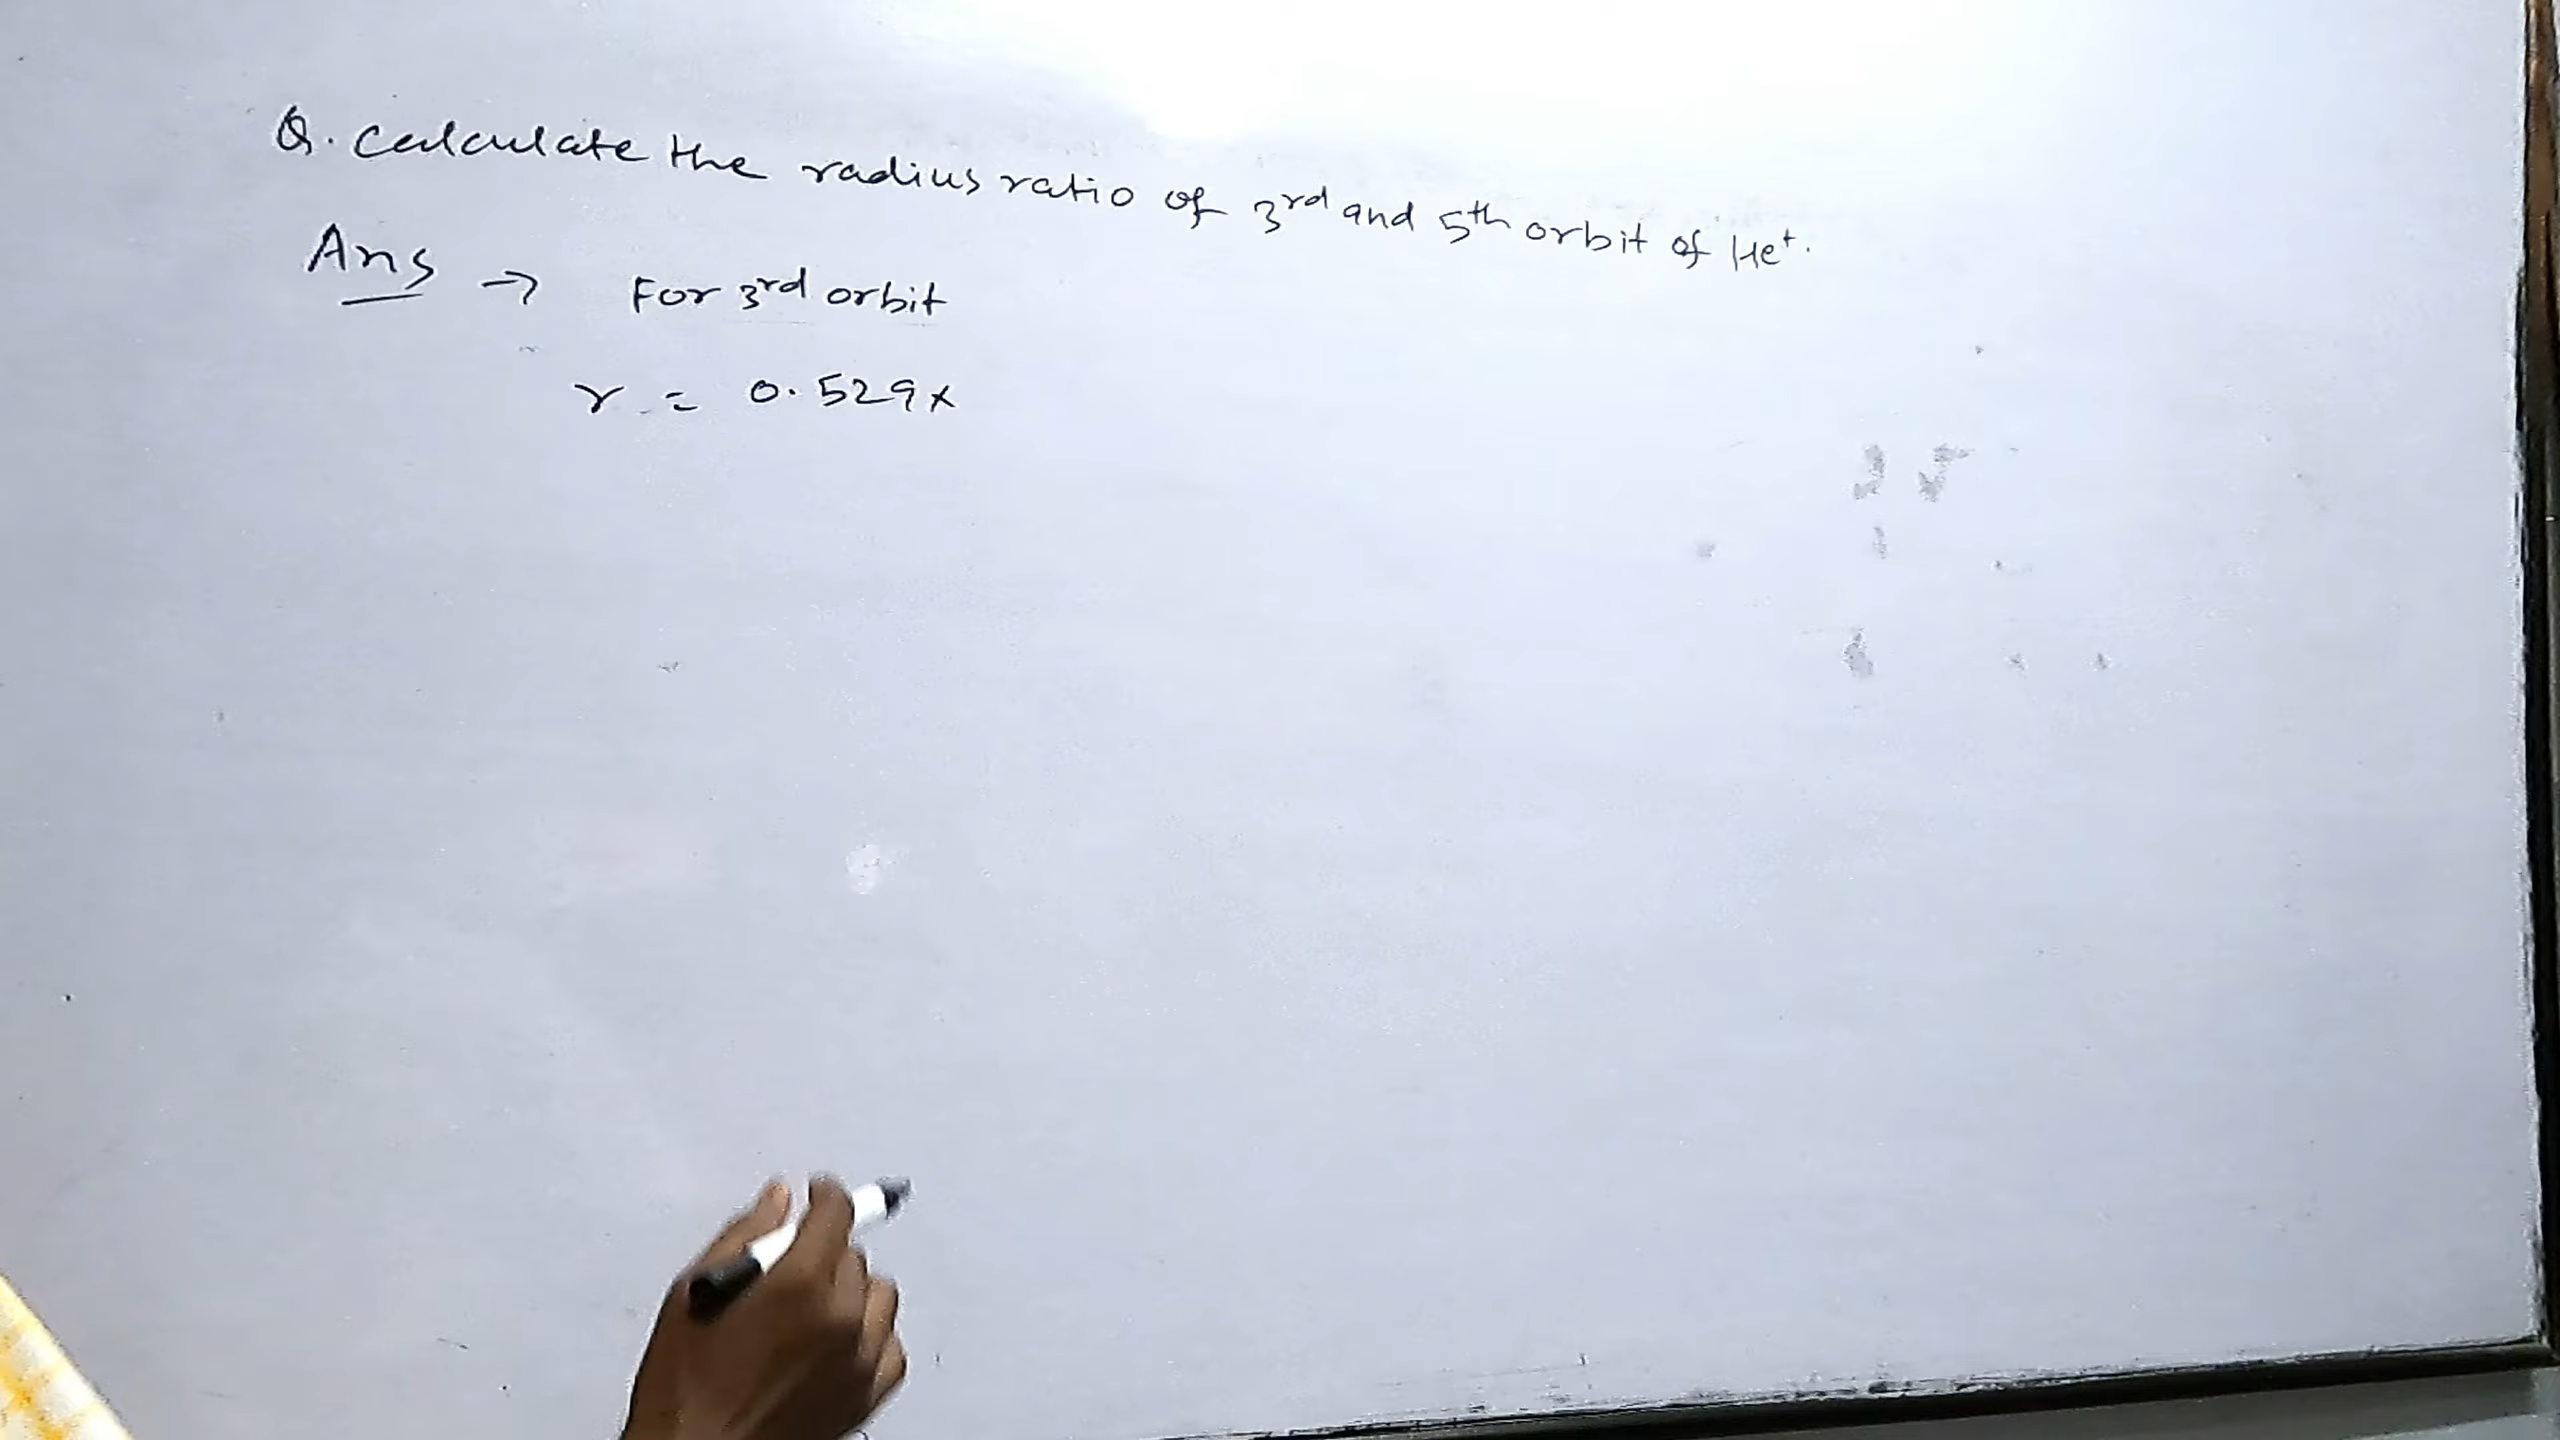 Q. Calculate the radius ratio of 3rd and 5th orbit of He+.
Ans → For 3rd orbit
r = 0.529×